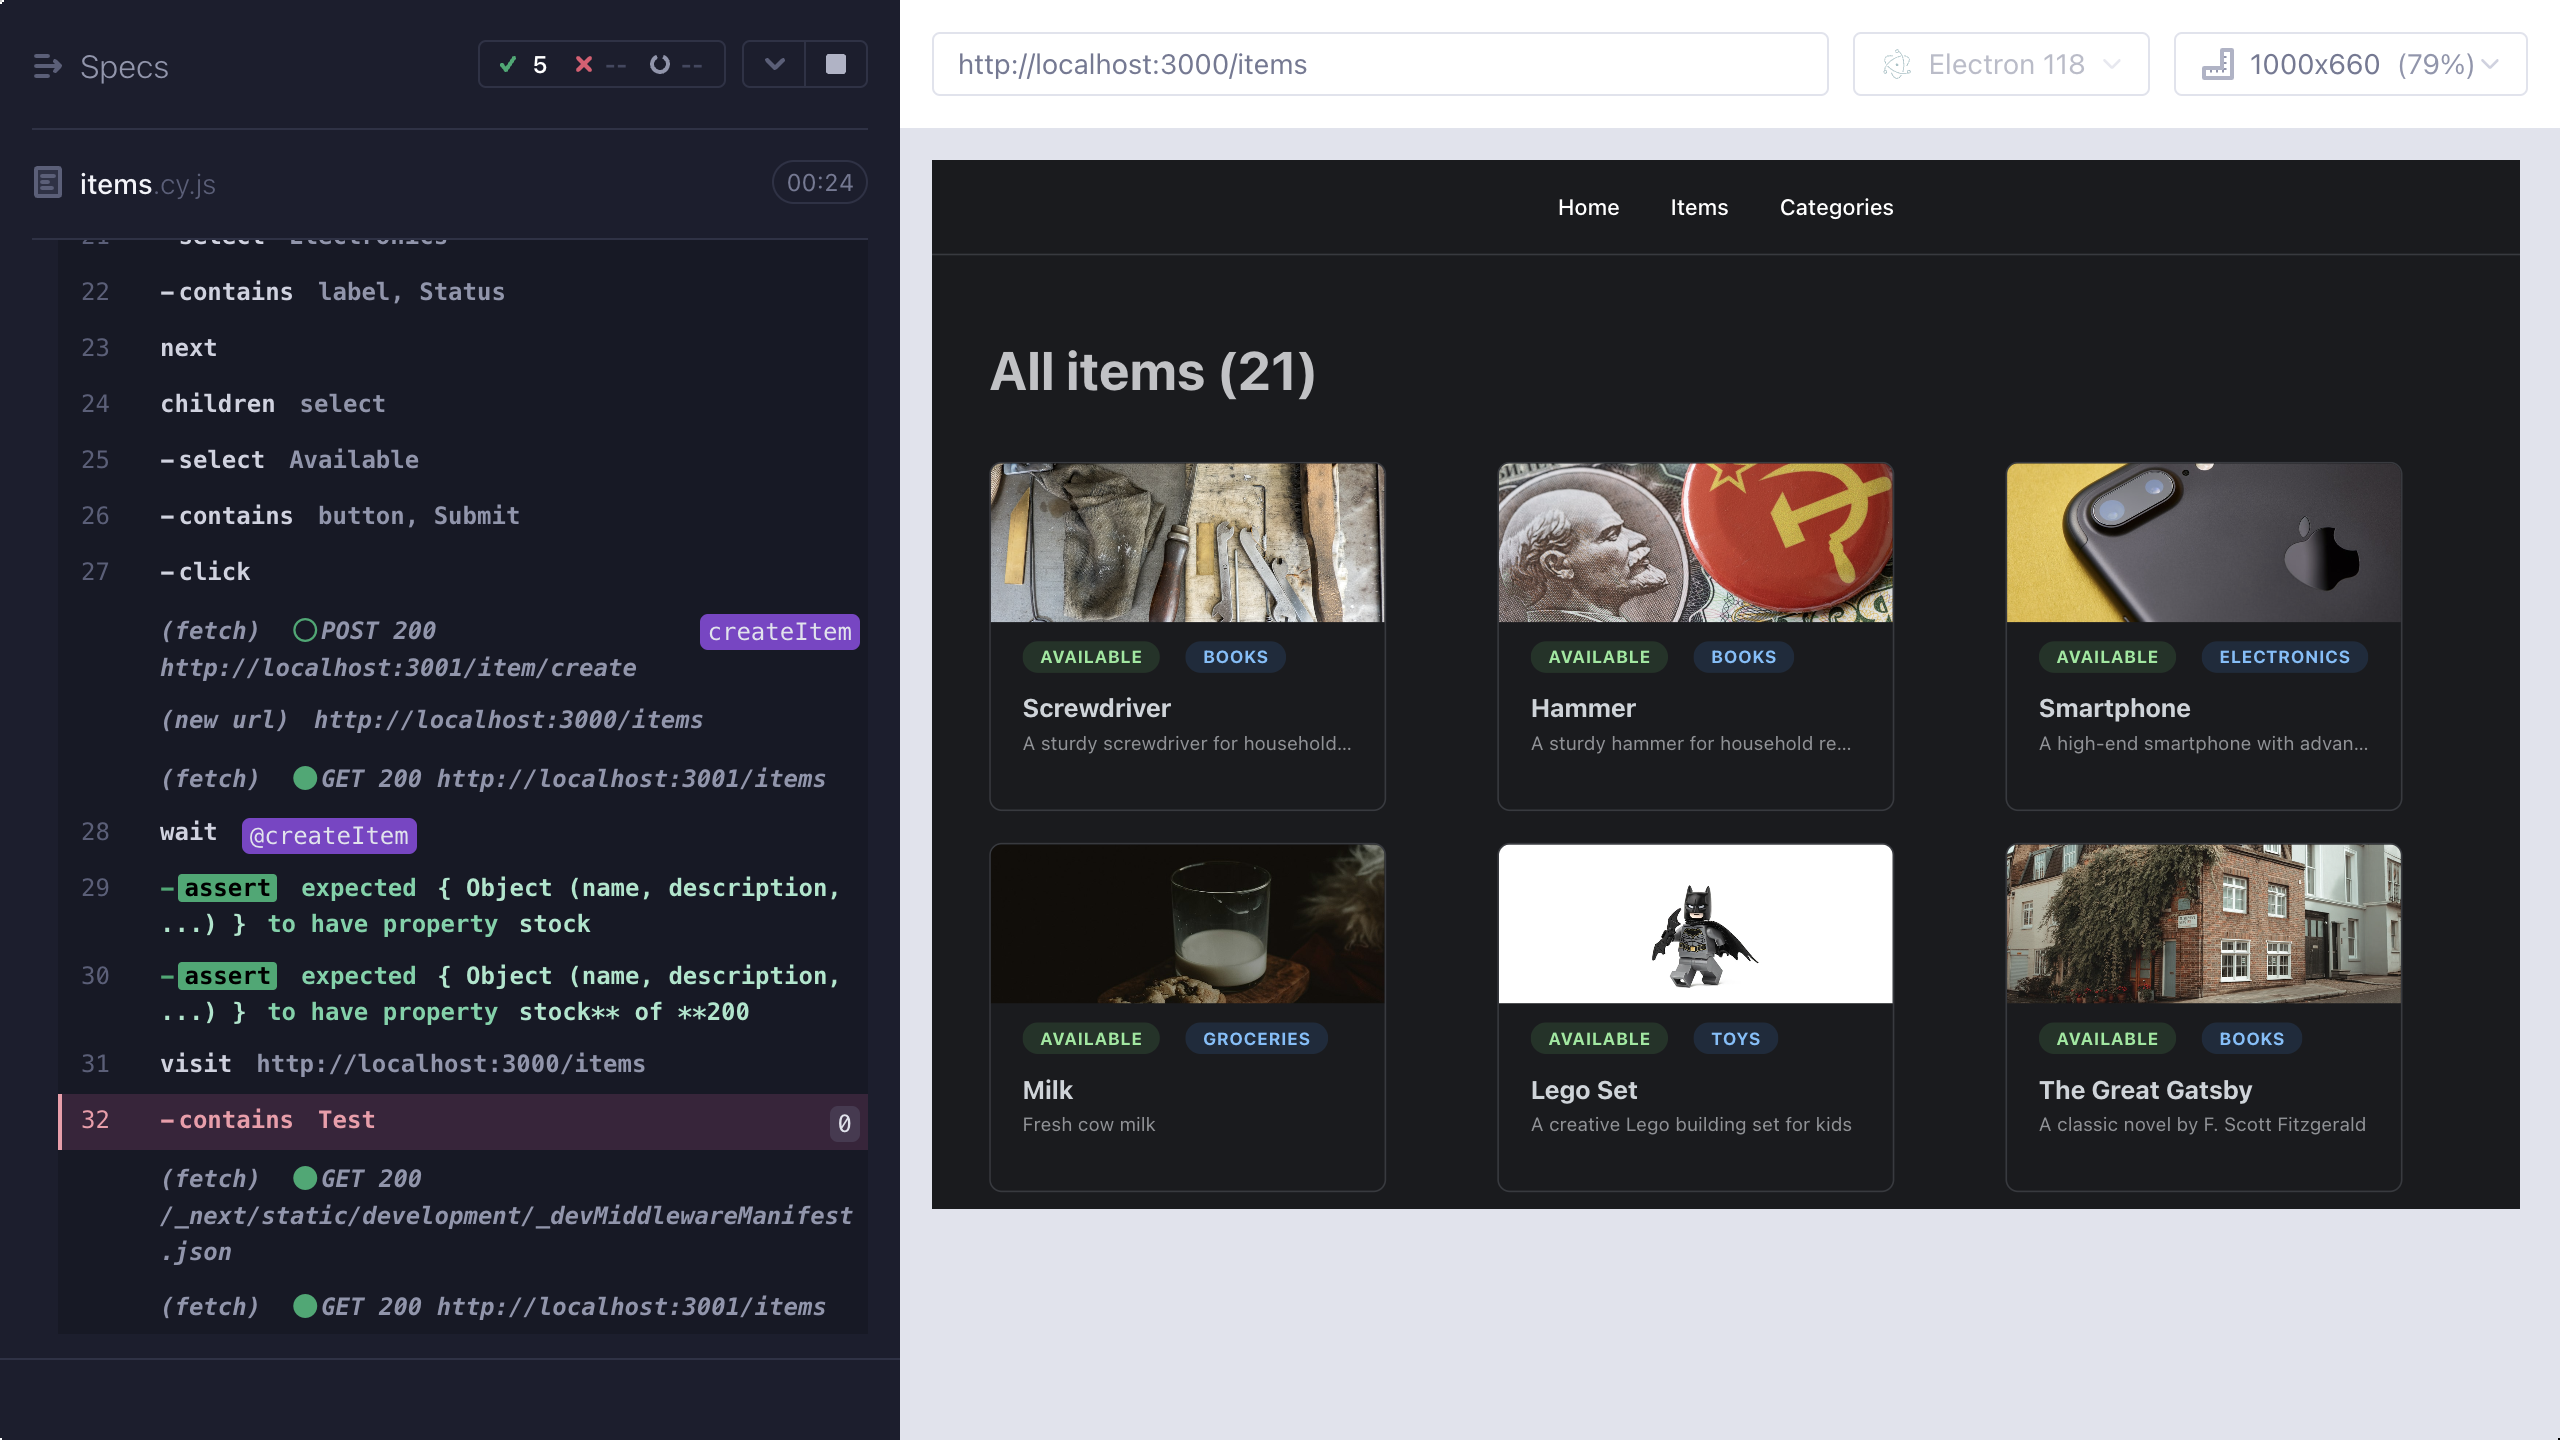 Specs
5 -- --
items.cy.js
00:24
21 -select Electronics
22 -contains label, Status
23 next
24 children select
25 -select Available
26 -contains button, Submit
27 -click
(fetch) POST 200 createItem
http://localhost:3001/item/create
(new url) http://localhost:3000/items
(fetch) GET 200 http://localhost:3001/items
28 wait @createItem
29 -assert expected { Object (name, description,
...) } to have property stock
30 -assert expected { Object (name, description,
...) } to have property stock** of **200
31 visit http://localhost:3000/items
32 -contains Test 0
(fetch) GET 200
/_next/static/development/_devMiddlewareManifest
.json
(fetch) GET 200 http://localhost:3001/items
http://localhost:3000/items
Electron 118
1000x660 (79%)
Home Items Categories
All items (21)
AVAILABLE BOOKS
Screwdriver
A sturdy screwdriver for household...
AVAILABLE BOOKS
Hammer
A sturdy hammer for household re...
AVAILABLE ELECTRONICS
Smartphone
A high-end smartphone with advan...
AVAILABLE GROCERIES
Milk
Fresh cow milk
AVAILABLE TOYS
Lego Set
A creative Lego building set for kids
AVAILABLE BOOKS
The Great Gatsby
A classic novel by F. Scott Fitzgerald